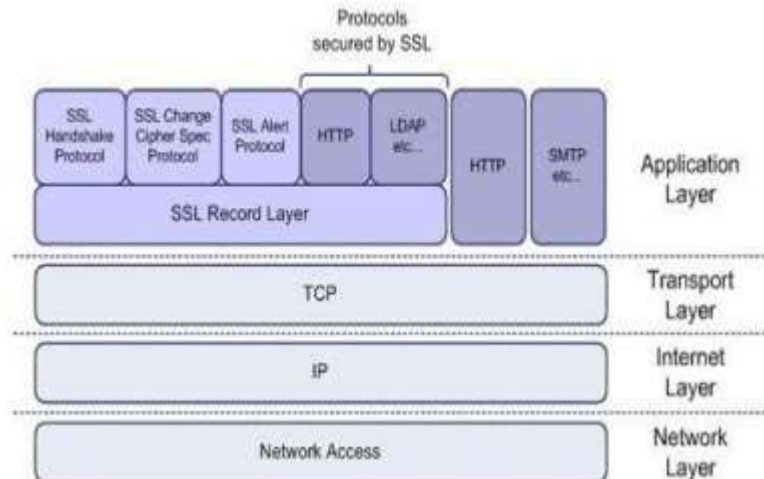 Protocols
secured by SSL
SSL
Handshake
Protocol
SSL Change
Cipher Spec
Protocol
SSL Alert
Protocol
HTTP
LDAP
etc...
HTTP
SMTP
etc...
Application
Layer
SSL Record Layer
TCP
Transport
Layer
IP
Internet
Layer
Network Access
Network
Layer